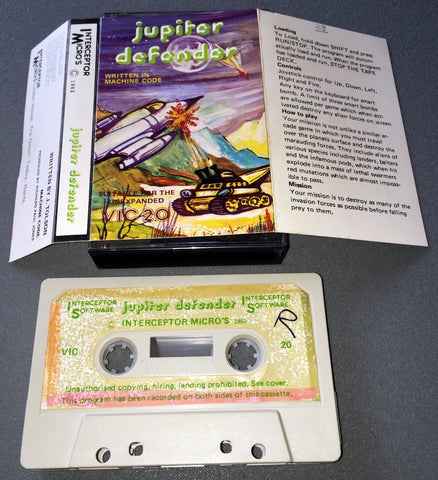 INTERCEPTOR
MICRO'S
© 1983
jupiter defender
WRITTEN BY J. TOLSON
jupiter
defender
WRITTEN IN
MACHINE CODE
SUITABLE FOR THE
UNEXPANDED
VIC 20
Loading
To Load, hold down SHIFT and press
RUN/STOP The program will autom-
atically load and run. When the program
has loaded and run, STOP THE TAPE
DECK.
Controls
Joystick control for Up, Down, Left,
Right and Fire.
Any key on the keyboard for smart
bomb. A limit of three smart bombs
are allowed per game which when act-
ivated destroy any alien forces on screen.
How to play
Your mission is not unlike a similar ar-
cade game in which you must travel
over the planets surface and destroy the
marauding forces. They include aliens of
various species including landers, baiters
and the infamous pods, which when hit
explode into a mass of lethal swarmers
red mutations which are almost imposs-
ible to pass.
Mission
Your mission is to destroy as many of the
invasion forces as possible before falling
prey to them.
INTERCEPTOR
SOFTWARE
jupiter defender
INTERCEPTOR
SOFTWARE
© INTERCEPTOR MICRO'S 1983
R
VIC
20
Unauthorised copying, hiring, lending prohibited. See cover.
This program has been recorded on both sides of this cassette.